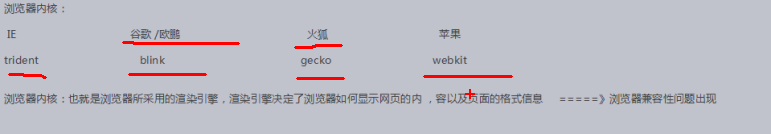 浏览器内核：
IE 谷歌 /欧鹏 火狐 苹果
trident blink gecko webkit
浏览器内核：也就是浏览器所采用的渲染引擎，渲染引擎决定了浏览器如何显示网页的内 ，容以及页面的格式信息 =====》浏览器兼容性问题出现